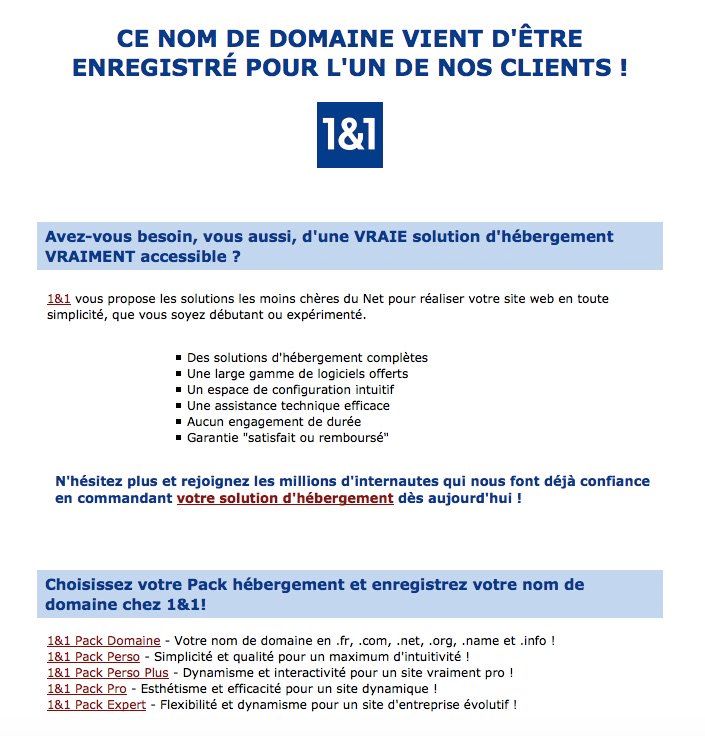 CE NOM DE DOMAINE VIENT D'ÊTRE
ENREGISTRÉ POUR L'UN DE NOS CLIENTS !
1&1
Avez-vous besoin, vous aussi, d'une VRAIE solution d'hébergement
VRAIMENT accessible ?
1&1 vous propose les solutions les moins chères du Net pour réaliser votre site web en toute
simplicité, que vous soyez débutant ou expérimenté.
Des solutions d'hébergement complètes
Une large gamme de logiciels offerts
Un espace de configuration intuitif
Une assistance technique efficace
Aucun engagement de durée
Garantie "satisfait ou remboursé"
N'hésitez plus et rejoignez les millions d'internautes qui nous font déjà confiance
en commandant votre solution d'hébergement dès aujourd'hui !
Choisissez votre Pack hébergement et enregistrez votre nom de
domaine chez 1&1!
1&1 Pack Domaine - Votre nom de domaine en .fr, .com, .net, .org, .name et .info !
1&1 Pack Perso - Simplicité et qualité pour un maximum d'intuitivité !
1&1 Pack Perso Plus - Dynamisme et interactivité pour un site vraiment pro !
1&1 Pack Pro - Esthétisme et efficacité pour un site dynamique !
1&1 Pack Expert - Flexibilité et dynamisme pour un site d'entreprise évolutif !